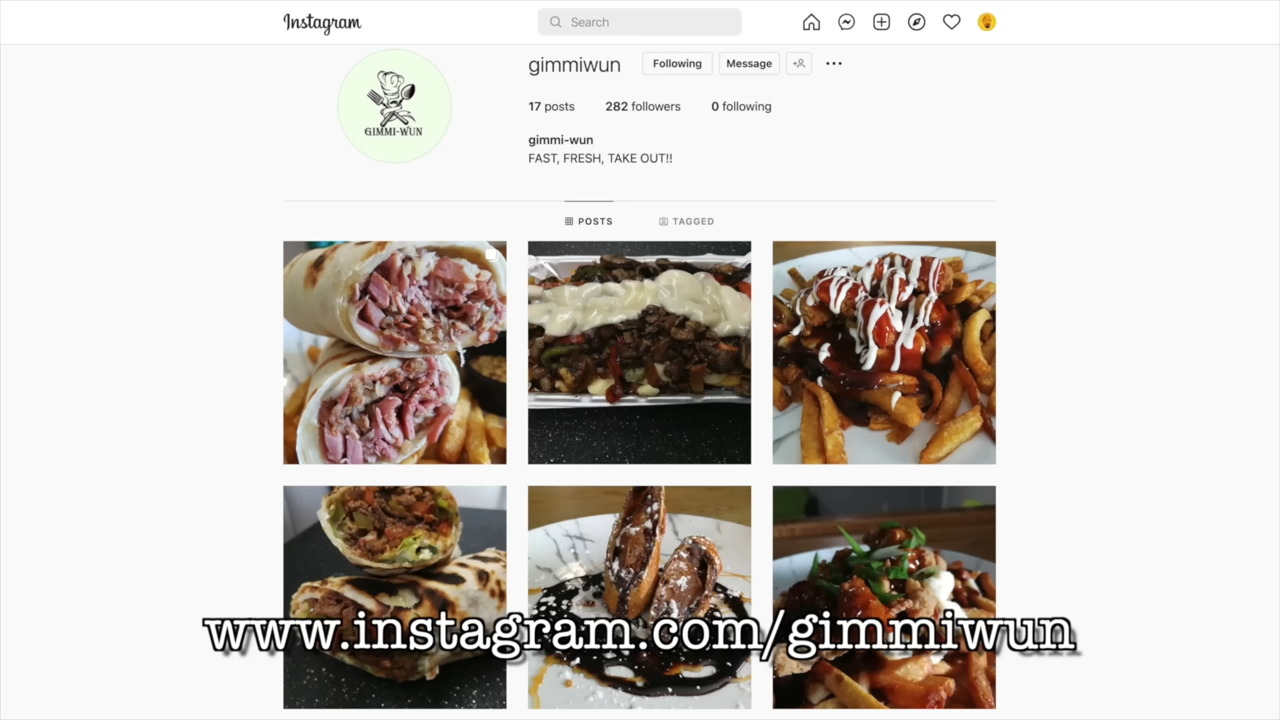 Instagram
Search
gimmiwun
Following
Message
17 posts
282 followers
0 following
GIMMI-WUN
gimmi-wun
FAST, FRESH, TAKE OUT!!
POSTS
TAGGED
www.instagram.com/gimmiwun